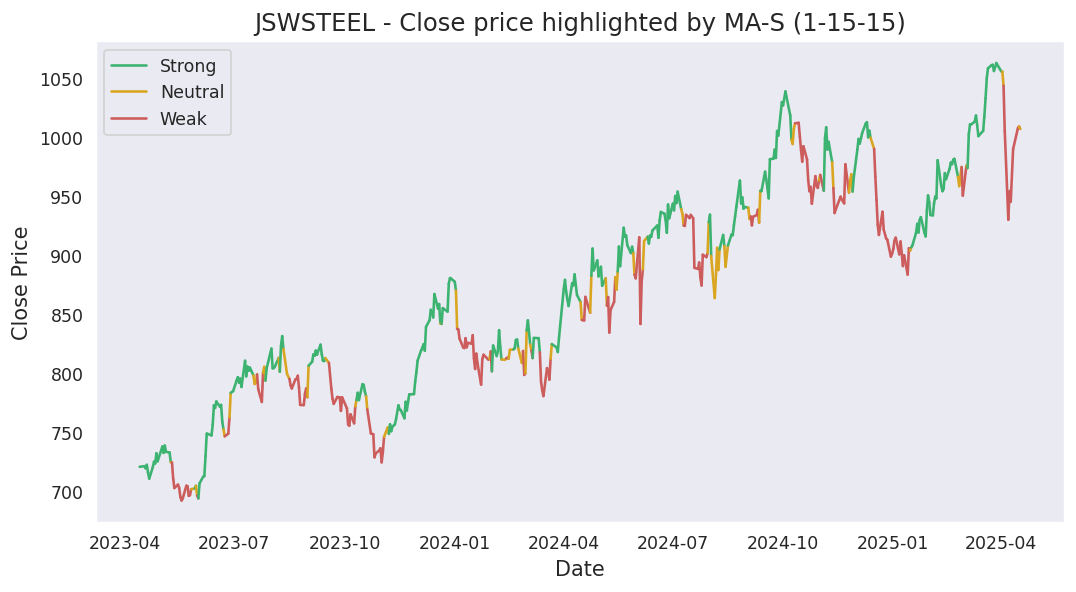 JSWSTEEL - Close price highlighted by MA-S (1-15-15)
Strong
Neutral
Weak
Close Price
1050
1000
950
900
850
800
750
700
2023-04 2023-07 2023-10 2024-01 2024-04 2024-07 2024-10 2025-01 2025-04
Date